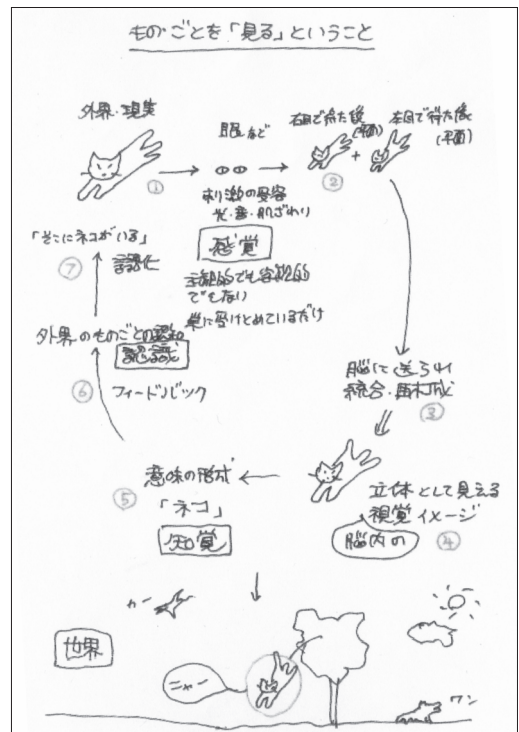 ものごとを「見る」ということ
外界・現実
①
眼など
右目で得た像
(平面)
+
左目で得た像
(平面)
②
刺激の受容
光・音・肌ざわり
感覚
主観的でも客観的
でもない
単に受けとめているだけ
脳に送られ
統合・再構成
③
立体として見える
視覚イメージ
脳内の
④
意味の形成
⑤
「ネコ」
知覚
⑥
フィードバック
外界のものごとの認知
認識
⑦
「そこにネコがいる」
言語化
世界
カー
ニャー
ワン